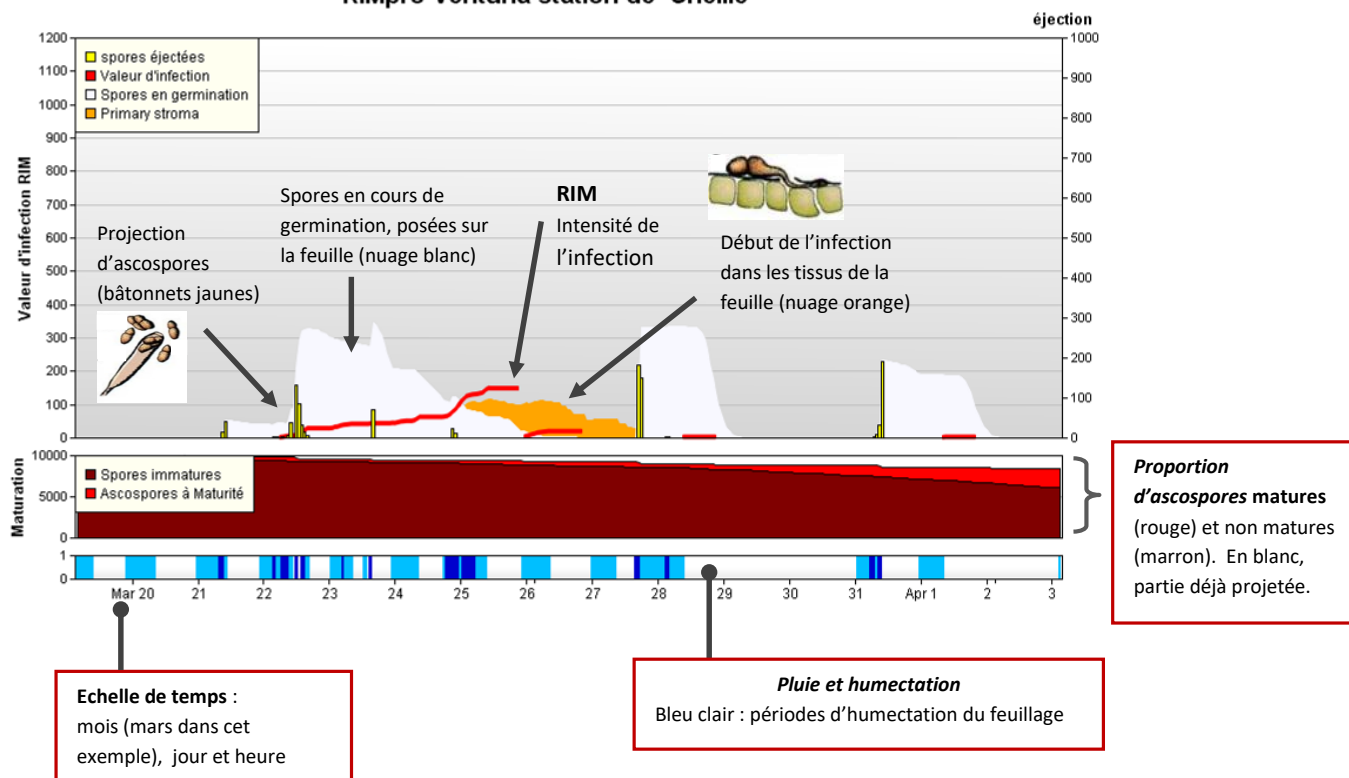 éjection
1200
1100
1000
900
800
700
600
500
400
300
200
100
0
Valeur d'infection RIM
1000
900
800
700
600
500
400
300
200
100
0
spores éjectées
Valeur d'infection
Spores en germination
Primary stroma
Projection
d'ascospores
(bâtonnets jaunes)
Spores en cours de
germination, posées sur
la feuille (nuage blanc)
RIM
Intensité de
l'infection
Début de l'infection
dans les tissus de la
feuille (nuage orange)
Maturation
10000
5000
0
Spores immatures
Ascospores à Maturité
1
0
Mar 20 21 22 23 24 25 26 27 28 29 30 31 Apr 1 2 3
Proportion
d'ascospores matures
(rouge) et non matures
(marron). En blanc,
partie déjà projetée.
Echelle de temps :
mois (mars dans cet
exemple), jour et heure
Pluie et humectation
Bleu clair : périodes d'humectation du feuillage